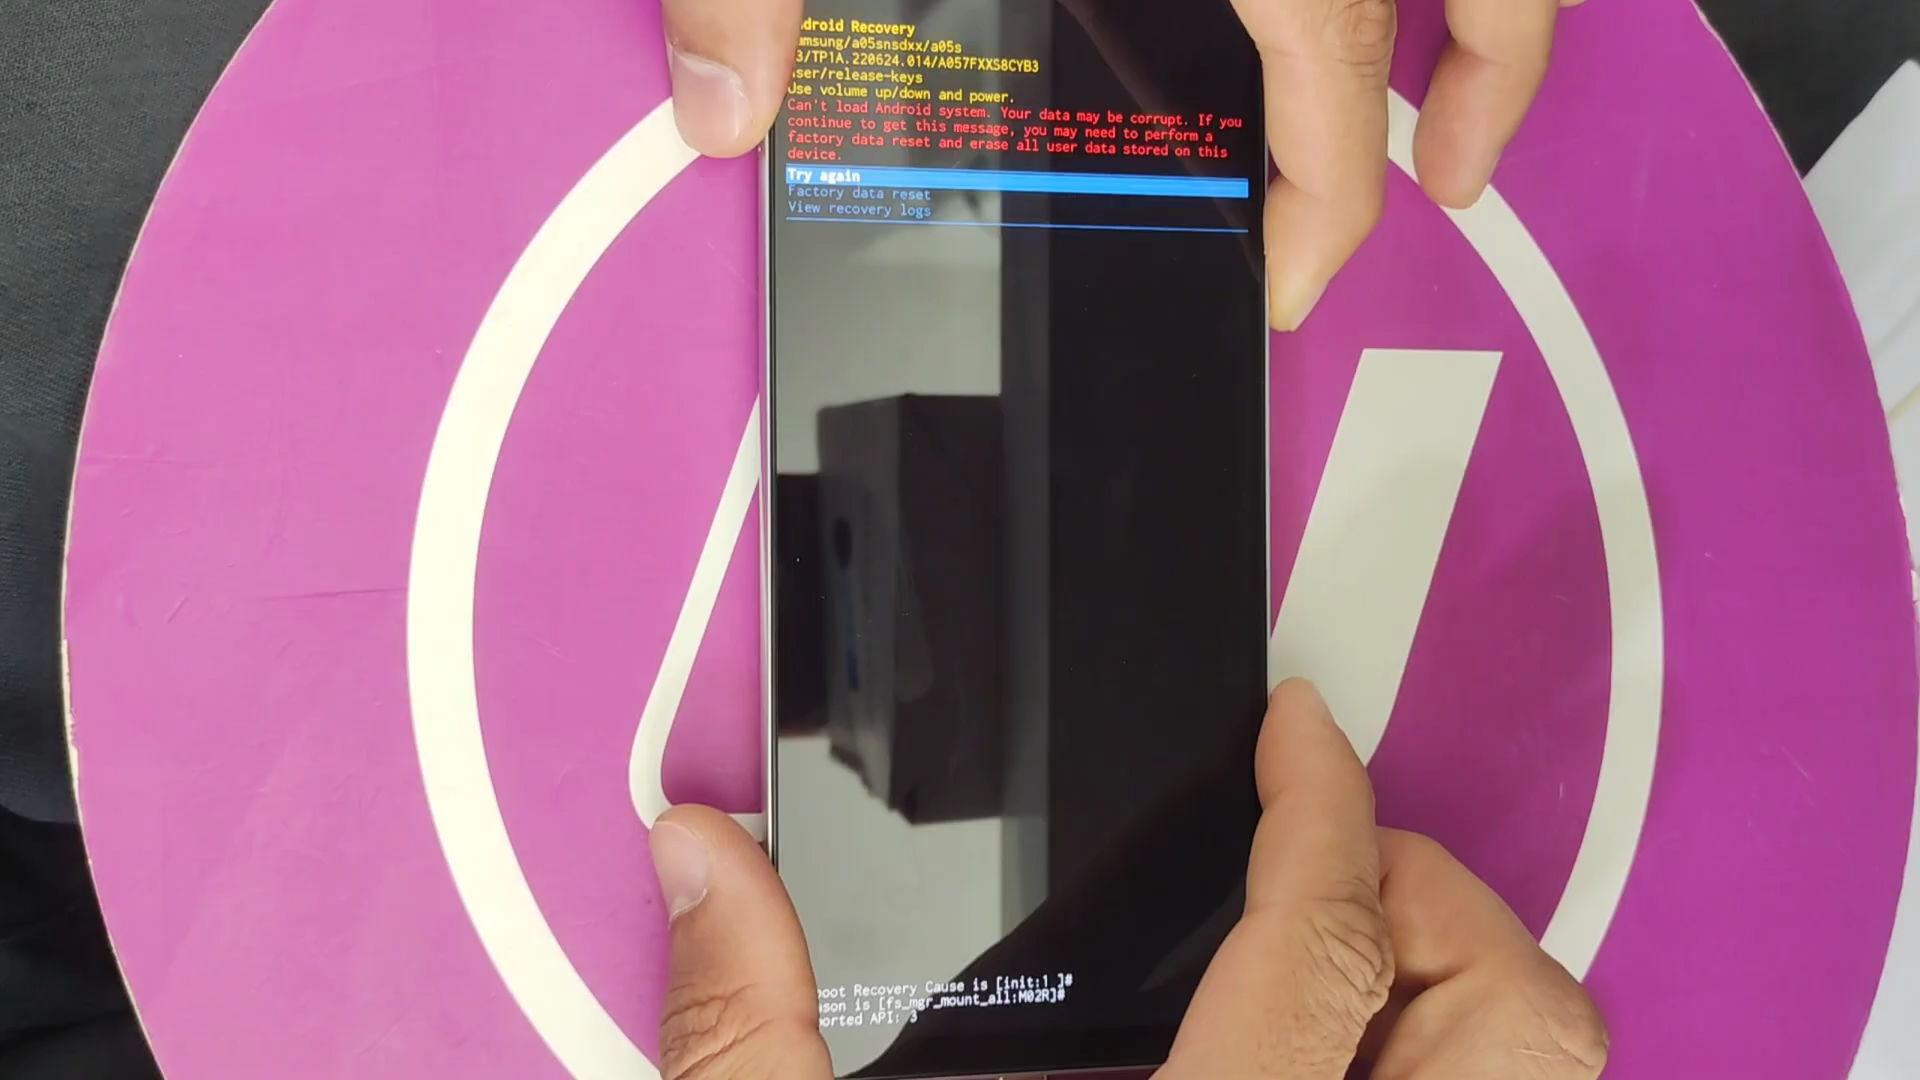 droid Recovery
msung/a05snsdxx/a05s
3/TP1A.220624.014/A057FXXS8CYB3
ser/release-keys
Use volume up/down and power.
Can't load Android system. Your data may be corrupt. If you
continue to get this message, you may need to perform a
factory data reset and erase all user data stored on this
device.
Try again
Factory data reset
View recovery logs
boot Recovery Cause is [init:1 ]#
ason is [fs_mgr_mount_all:M02R]#
orted API: 3